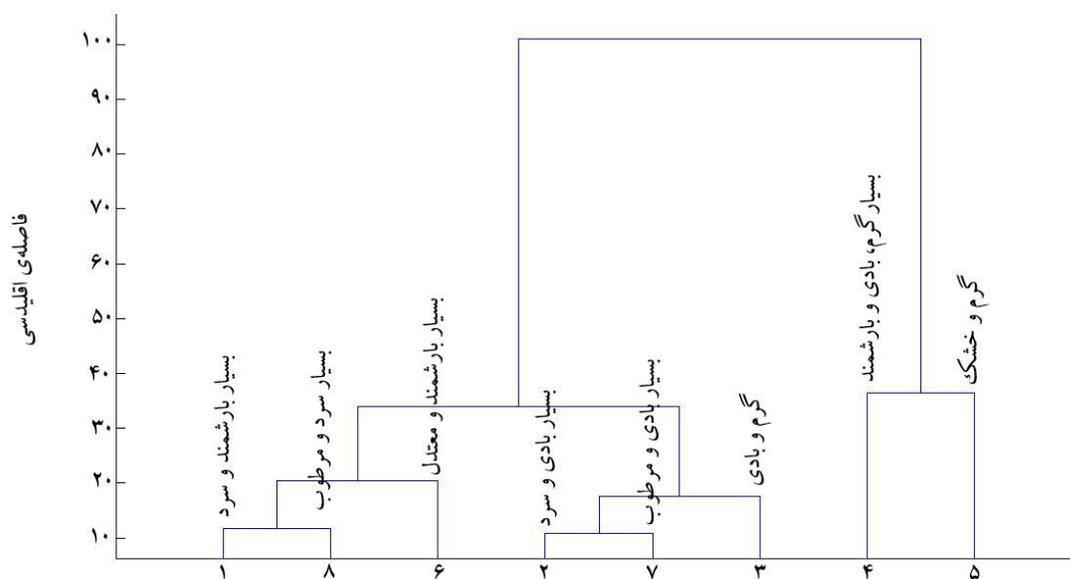 فاصله‌ی اقلیدسی
۱۰۰
۹۰
۸۰
۷۰
۶۰
۵۰
۴۰
۳۰
۲۰
۱۰
بسیار بارشمند و سرد
بسیار سرد و مرطوب
بسیار بارشمند و معتدل
بسیار بادی و سرد
بسیار بادی و مرطوب
گرم و بادی
بسیار گرم، بادی و بارشمند
گرم و خشک
۱ ۸ ۶ ۲ ۷ ۳ ۴ ۵